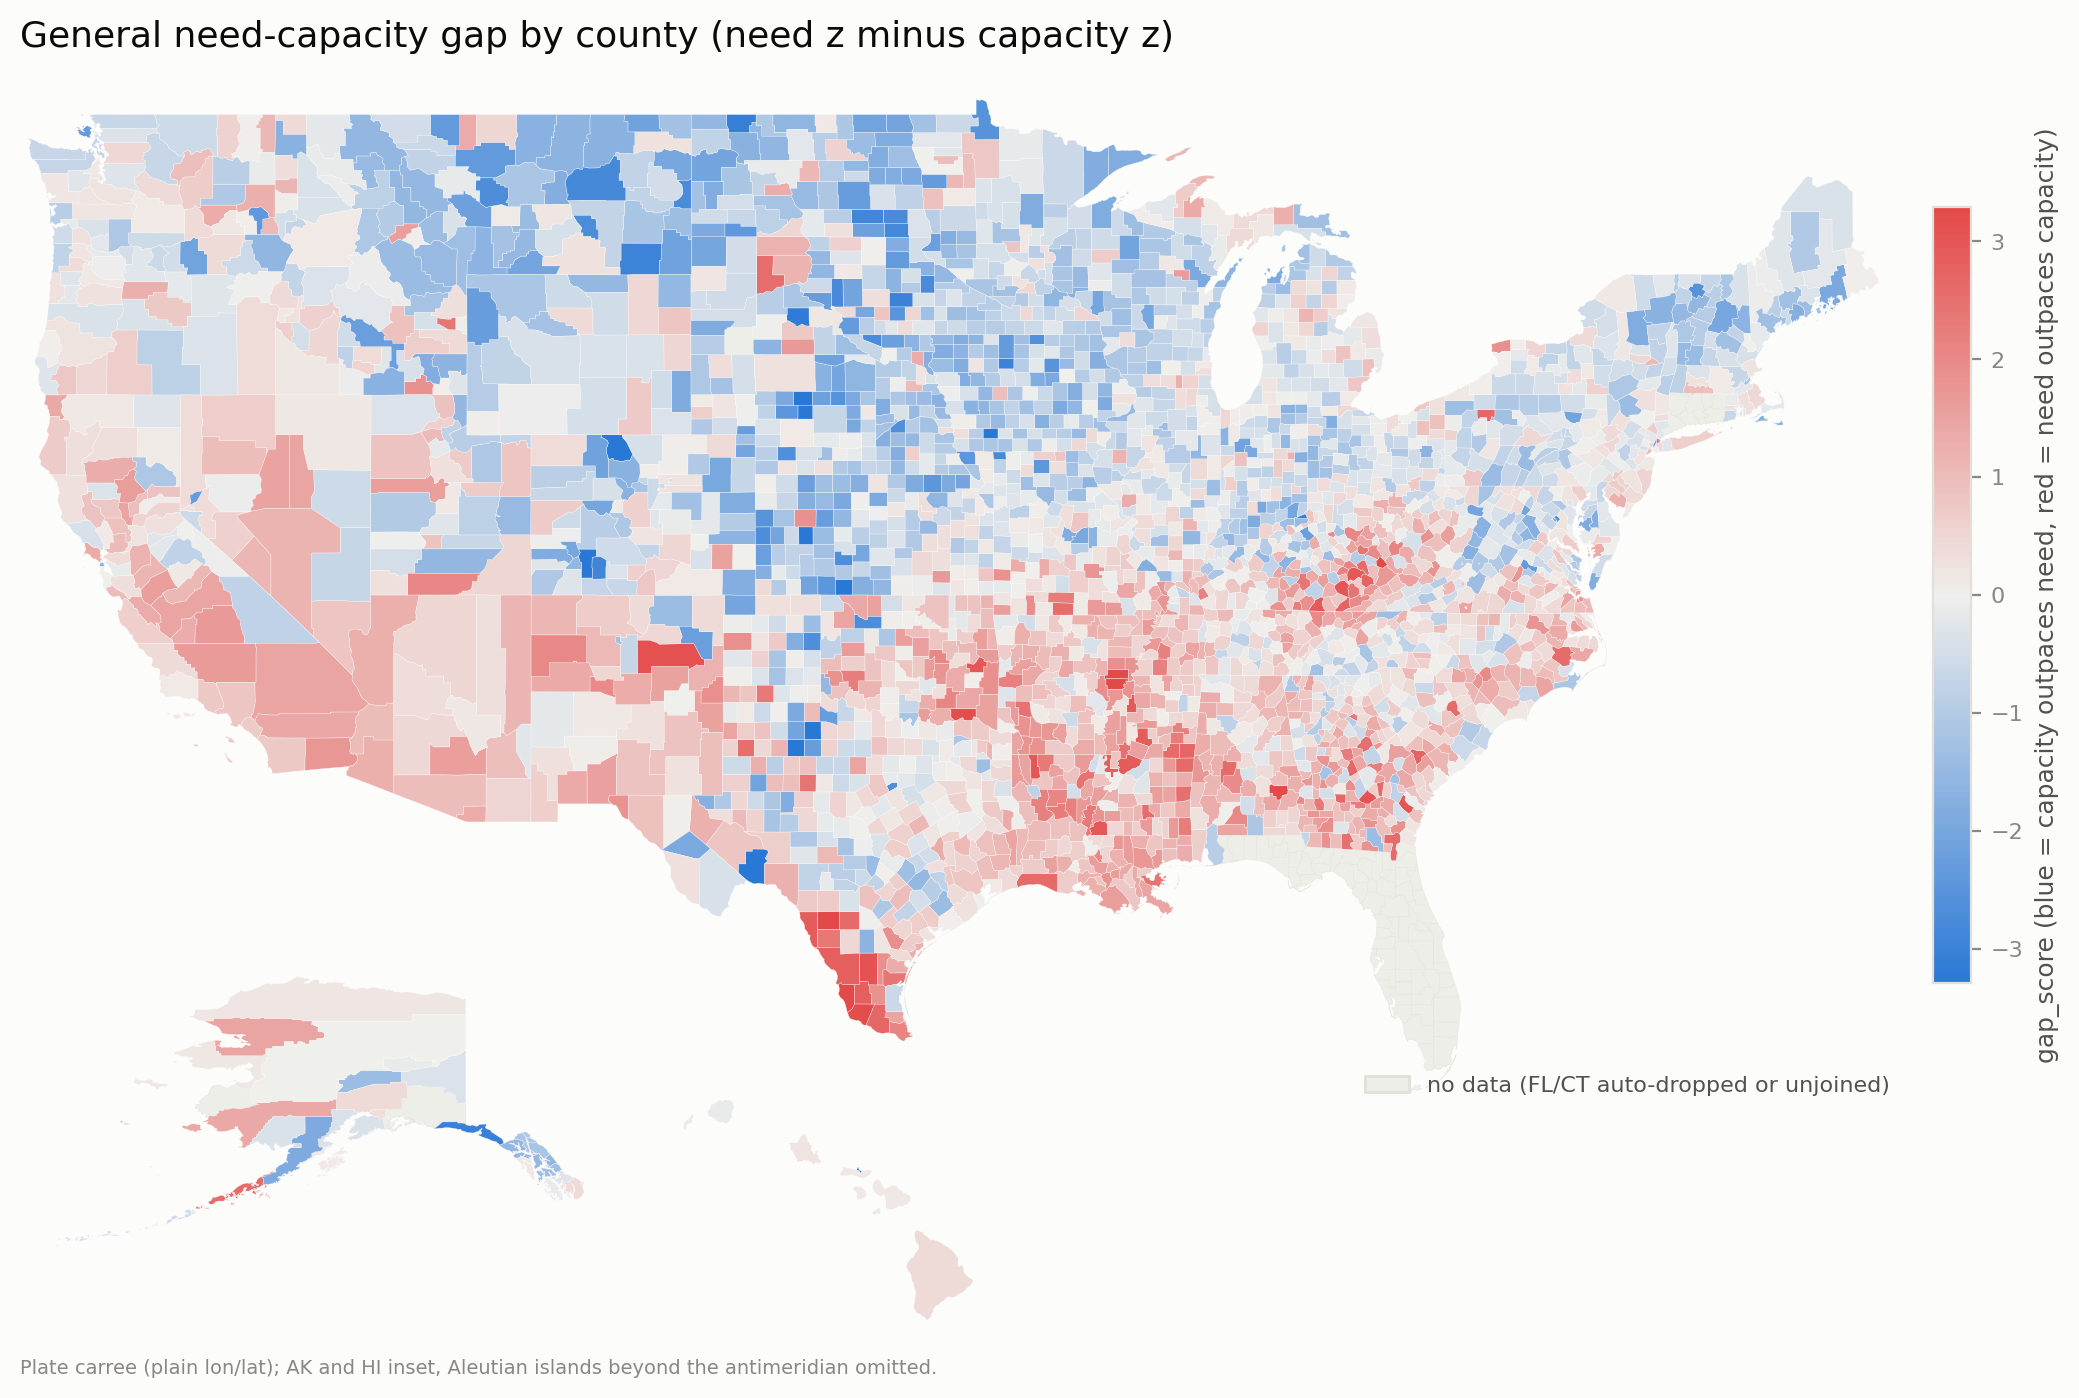 General need-capacity gap by county (need z minus capacity z)
3
2
1
0
−1
−2
−3
gap_score (blue = capacity outpaces need, red = need outpaces capacity)
no data (FL/CT auto-dropped or unjoined)
Plate carree (plain lon/lat); AK and HI inset, Aleutian islands beyond the antimeridian omitted.